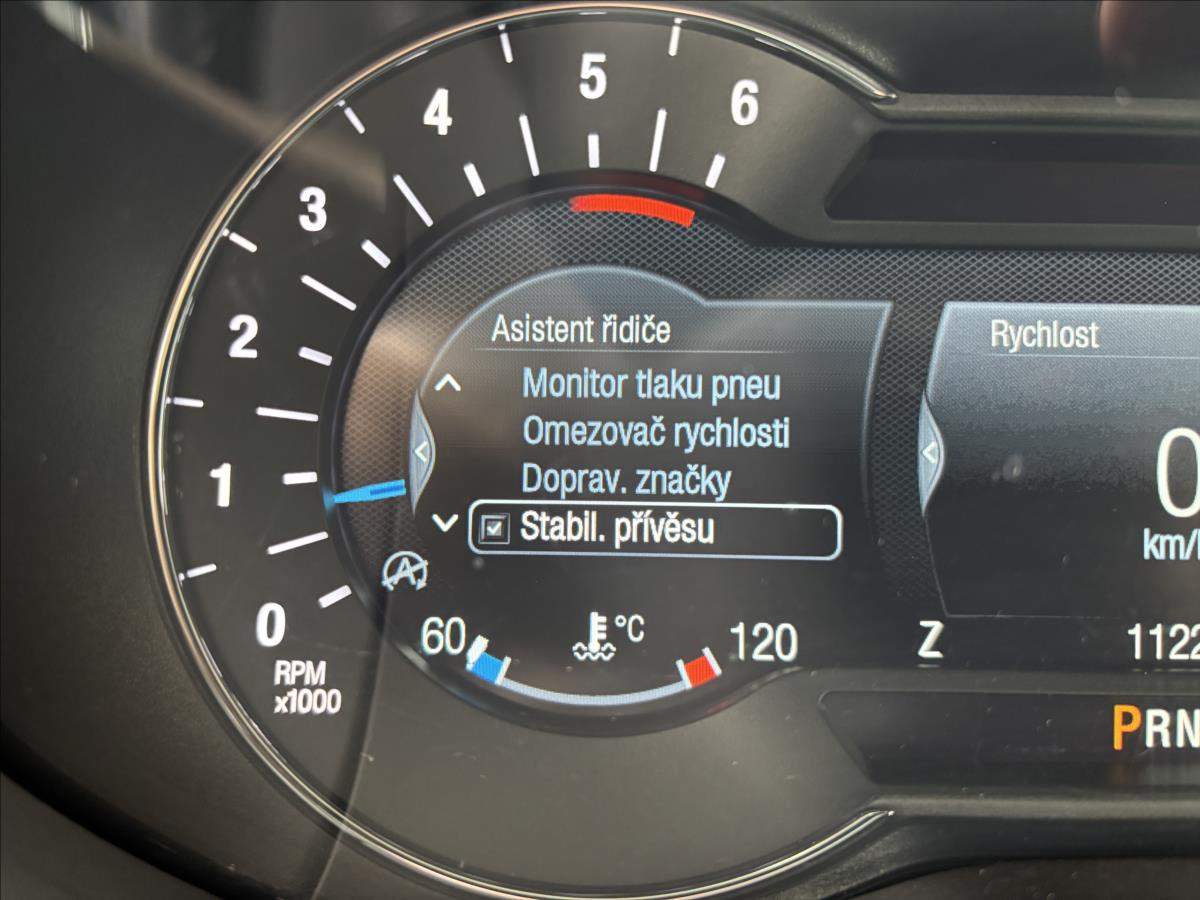 5
4
6
3
2
1
0
RPM
x1000
Asistent řidiče
Monitor tlaku pneu
Omezovač rychlosti
Doprav. značky
Stabil. přívěsu
A
60
°C
120
Rychlost
0
km/
Z
1122
PRN